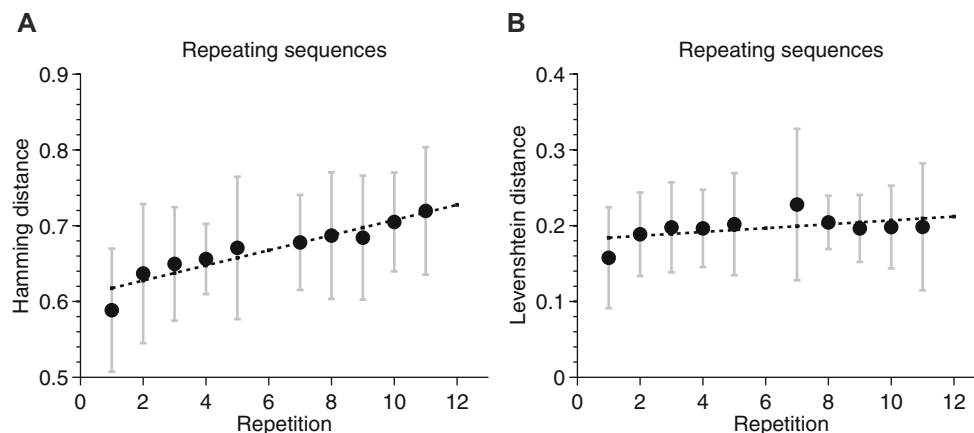 A
Repeating sequences
Hamming distance
0.9
0.8
0.7
0.6
0.5
0 2 4 6 8 10 12
Repetition
B
Repeating sequences
Levenshtein distance
0.4
0.3
0.2
0.1
0
0 2 4 6 8 10 12
Repetition